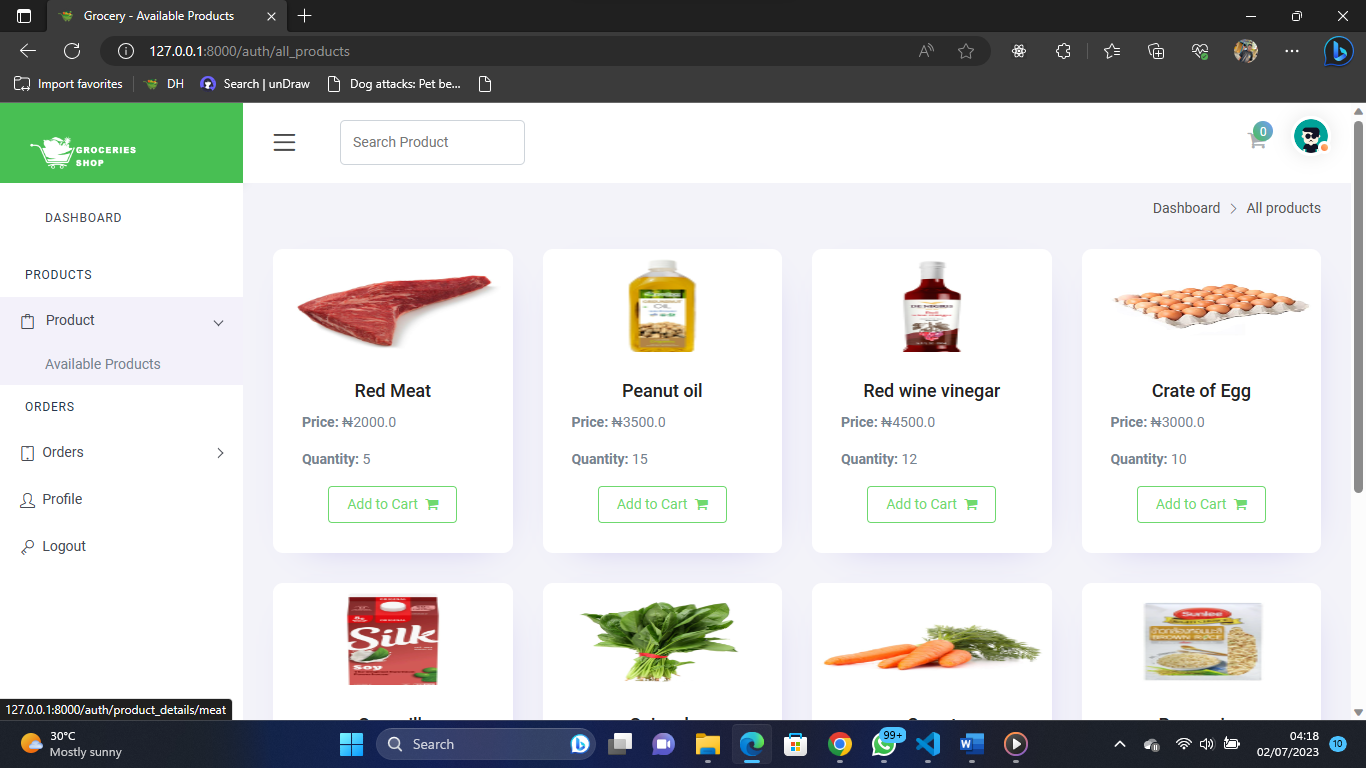 Grocery - Available Products
127.0.0.1:8000/auth/all_products
Import favorites
DH
Search | unDraw
Dog attacks: Pet be...
GROCERIES
SHOP
Search Product
0
DASHBOARD
Dashboard > All products
PRODUCTS
Product
Available Products
ORDERS
Orders
Profile
Logout
OIL
Red Meat
Peanut oil
Red wine vinegar
Crate of Egg
Price: ₦2000.0
Price: ₦3500.0
Price: ₦4500.0
Price: ₦3000.0
Quantity: 5
Quantity: 15
Quantity: 12
Quantity: 10
Add to Cart
Add to Cart
Add to Cart
Add to Cart
Silk
Soy
Sunlee
BROWN RICE
127.0.0.1:8000/auth/product_details/meat
30°C
Mostly sunny
Search
99+
04:18
02/07/2023
10